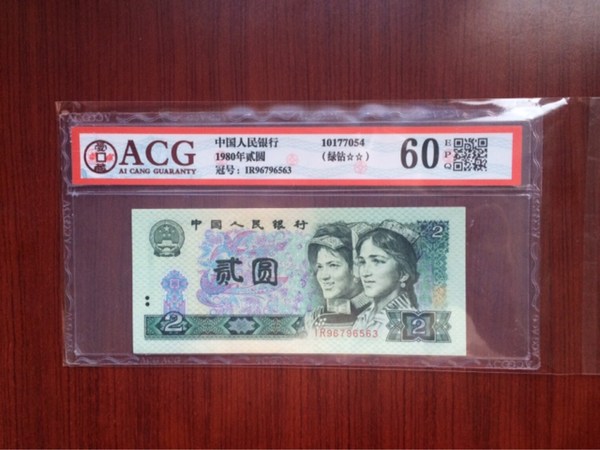 ACG
AI CANG GUARANTY
中国人民银行
1980年贰圆
冠号: IR96796563
10177054
(绿钻☆☆)
60
E
P
Q
中国人民银行
贰圆
2
2
2
IR96796563